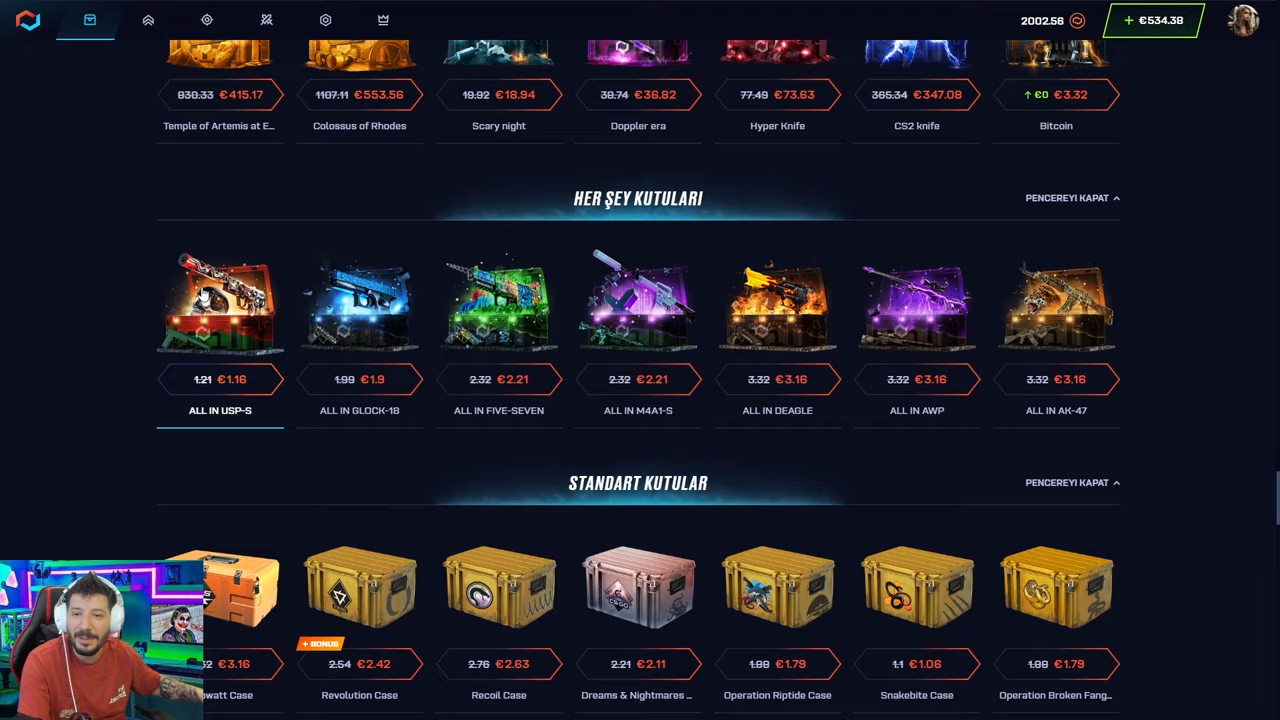 2002.56
+ €534.38
830.33 €415.17
1107.11 €553.56
19.92 €18.94
38.74 €36.82
77.49 €73.63
365.34 €347.08
↑ €0 €3.32
Temple of Artemis at E...
Colossus of Rhodes
Scary night
Doppler era
Hyper Knife
CS2 knife
Bitcoin
HER ŞEY KUTULARI
PENCEREYI KAPAT
1.21 €1.16
1.99 €1.9
2.32 €2.21
2.32 €2.21
3.32 €3.16
3.32 €3.16
3.32 €3.16
ALL IN USP-S
ALL IN GLOCK-18
ALL IN FIVE-SEVEN
ALL IN M4A1-S
ALL IN DEAGLE
ALL IN AWP
ALL IN AK-47
STANDART KUTULAR
PENCEREYI KAPAT
+ BONUS
€3.16
2.54 €2.42
2.76 €2.63
2.21 €2.11
1.88 €1.79
1.1 €1.06
1.88 €1.79
owatt Case
Revolution Case
Recoil Case
Dreams & Nightmares ...
Operation Riptide Case
Snakebite Case
Operation Broken Fang...